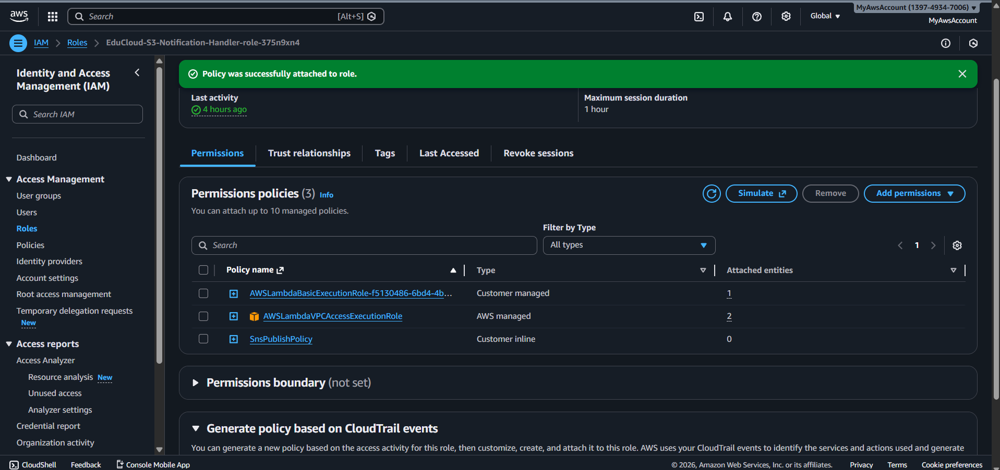 aws
Search [Alt+S]
Global
MyAwsAccount (1397-4934-7006)
MyAwsAccount
IAM
Roles
EduCloud-S3-Notification-Handler-role-375n9xn4
Identity and Access
Management (IAM)
Search IAM
Dashboard
Access Management
User groups
Users
Roles
Policies
Identity providers
Account settings
Root access management
Temporary delegation requests
New
Access reports
Access Analyzer
Resource analysis New
Unused access
Analyzer settings
Credential report
Organization activity
Policy was successfully attached to role.
Last activity
4 hours ago
Maximum session duration
1 hour
Permissions
Trust relationships
Tags
Last Accessed
Revoke sessions
Permissions policies (3) Info
You can attach up to 10 managed policies.
Simulate
Remove
Add permissions
Filter by Type
Search
All types
1
Policy name
Type
Attached entities
AWSLambdaBasicExecutionRole-f5130486-6bd4-4b... Customer managed 1
AWSLambdaVPCAccessExecutionRole AWS managed 2
SnsPublishPolicy Customer inline 0
Permissions boundary (not set)
Generate policy based on CloudTrail events
You can generate a new policy based on the access activity for this role, then customize, create, and attach it to this role. AWS uses your CloudTrail events to identify the services and actions used and generate
CloudShell
Feedback
Console Mobile App
© 2026, Amazon Web Services, Inc. or its affiliates.
Privacy
Terms
Cookie preferences